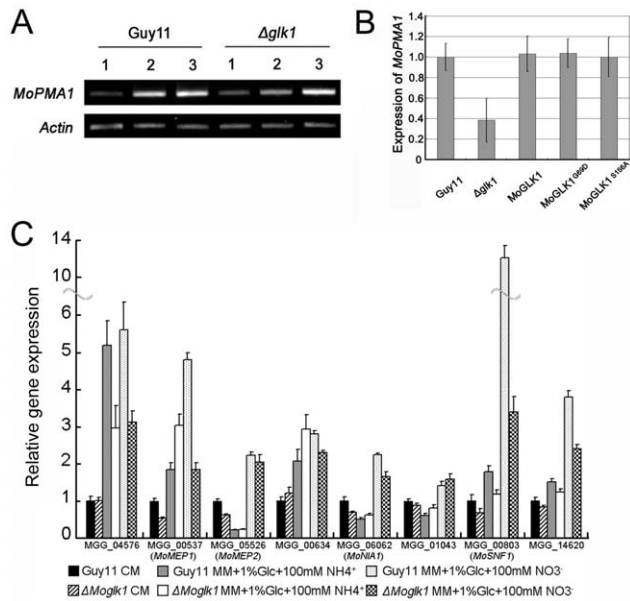 A
Guy11 Δglk1
1 2 3 1 2 3
MoPMA1
Actin
B
Expression of MoPMA1
1.4
1.2
1.0
0.8
0.6
0.4
0.2
0
Guy11
Δglk1
MoGLK1
MoGLK1 G69D
MoGLK1 S196A
C
Relative gene expression
14
10
6
5
4
3
2
1
0
MGG_04576 MGG_00537 MGG_05526 MGG_00634 MGG_06062 MGG_01043 MGG_00803 MGG_14620
(MoMEP1) (MoMEP2) (MoNIA1) (MoSNF1)
Guy11 CM Guy11 MM+1%Glc+100mM NH4⁺ Guy11 MM+1%Glc+100mM NO3⁻
ΔMoglk1 CM ΔMoglk1 MM+1%Glc+100mM NH4⁺ ΔMoglk1 MM+1%Glc+100mM NO3⁻